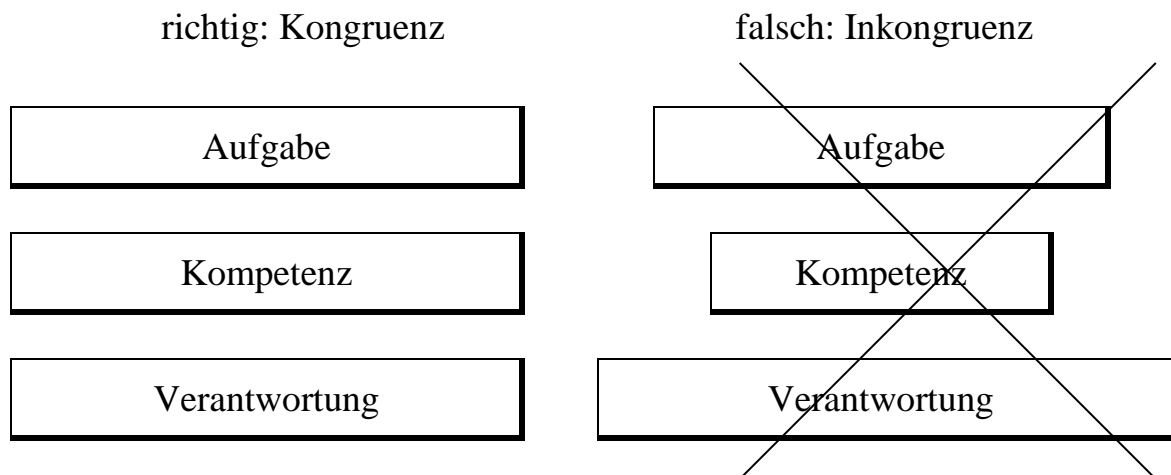 richtig: Kongruenz
falsch: Inkongruenz
Aufgabe
Aufgabe
Kompetenz
Kompetenz
Verantwortung
Verantwortung